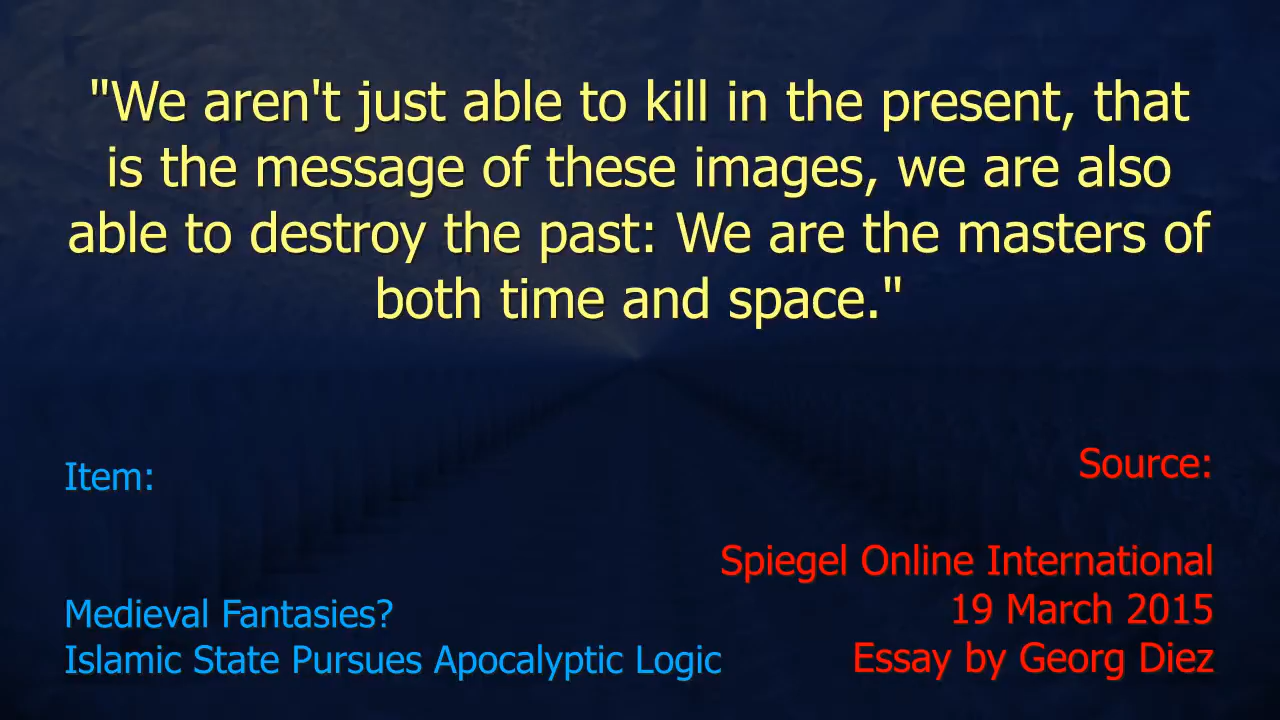 "We aren't just able to kill in the present, that
is the message of these images, we are also
able to destroy the past: We are the masters of
both time and space."
Item:
Medieval Fantasies?
Islamic State Pursues Apocalyptic Logic
Source:
Spiegel Online International
19 March 2015
Essay by Georg Diez